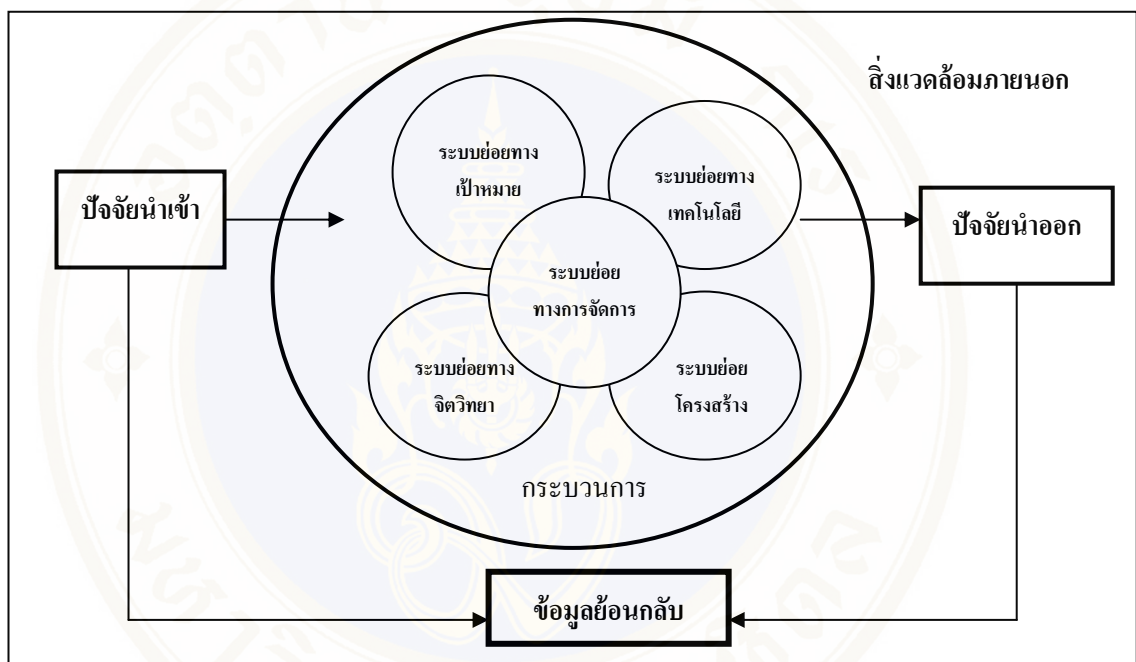 สิ่งแวดล้อมภายนอก
ปัจจัยนำเข้า
ระบบย่อยทาง
เป้าหมาย
ระบบย่อยทาง
เทคโนโลยี
ปัจจัยนำออก
ระบบย่อย
ทางการจัดการ
ระบบย่อยทาง
จิตวิทยา
ระบบย่อย
โครงสร้าง
กระบวนการ
ข้อมูลย้อนกลับ